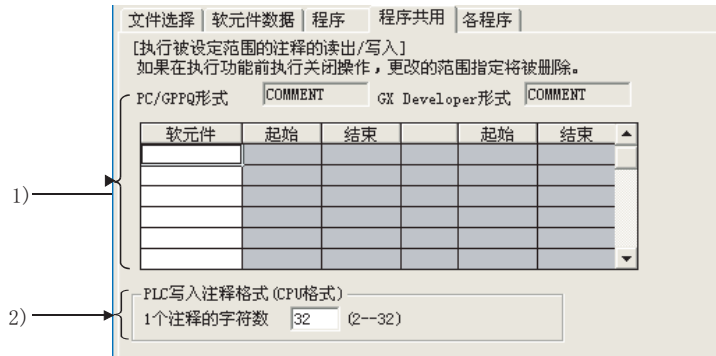 文件选择 软元件数据 程序 程序共用 各程序
[执行被设定范围的注释的读出/写入]
如果在执行功能前执行关闭操作，更改的范围指定将被删除。
PC/GPPQ形式 COMMENT GX Developer形式 COMMENT
软元件 起始 结束 起始 结束
1)
PLC写入注释格式(CPU格式)
2)
1个注释的字符数 32 (2--32)